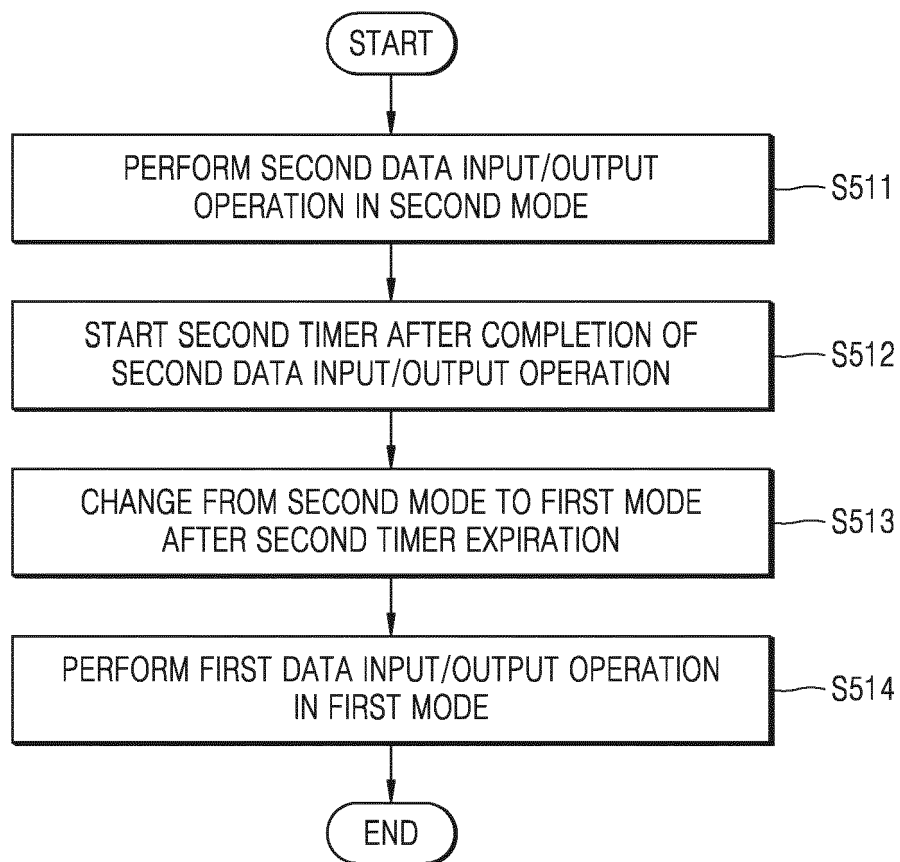 START
PERFORM SECOND DATA INPUT/OUTPUT
OPERATION IN SECOND MODE
S511
START SECOND TIMER AFTER COMPLETION OF
SECOND DATA INPUT/OUTPUT OPERATION
S512
CHANGE FROM SECOND MODE TO FIRST MODE
AFTER SECOND TIMER EXPIRATION
S513
PERFORM FIRST DATA INPUT/OUTPUT OPERATION
IN FIRST MODE
S514
END